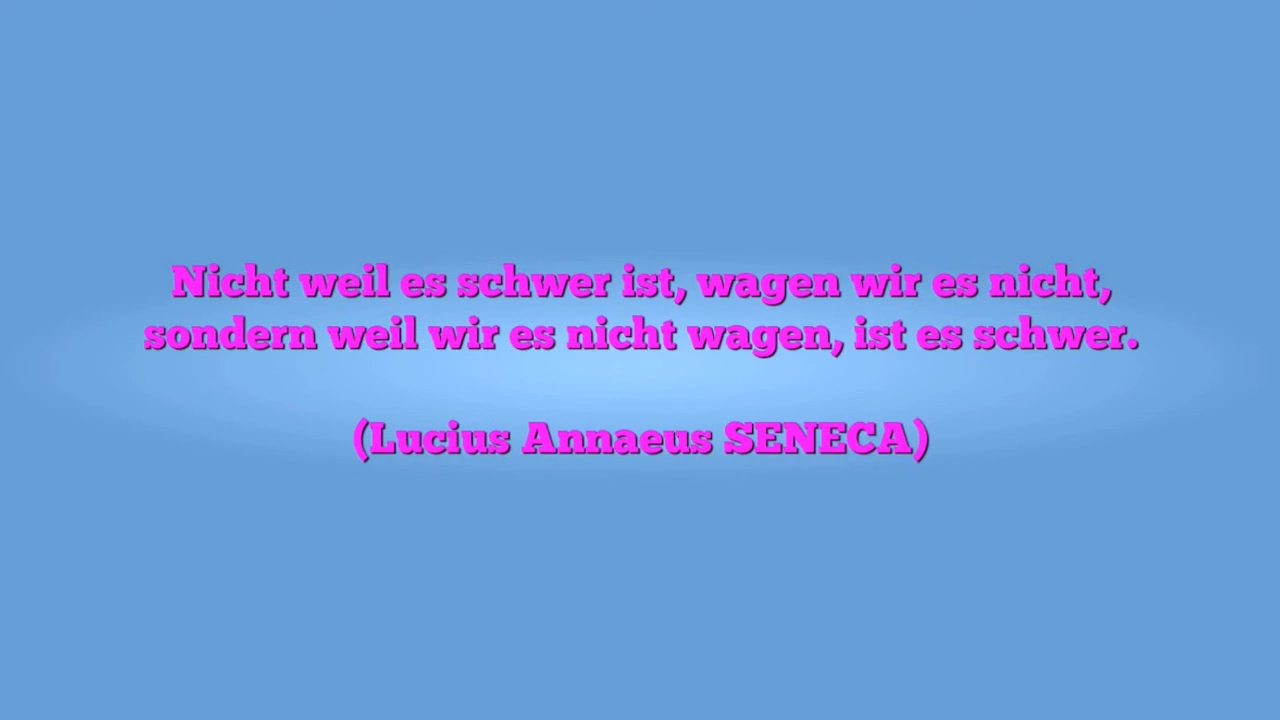 Nicht weil es schwer ist, wagen wir es nicht,
sondern weil wir es nicht wagen, ist es schwer.
(Lucius Annaeus SENECA)